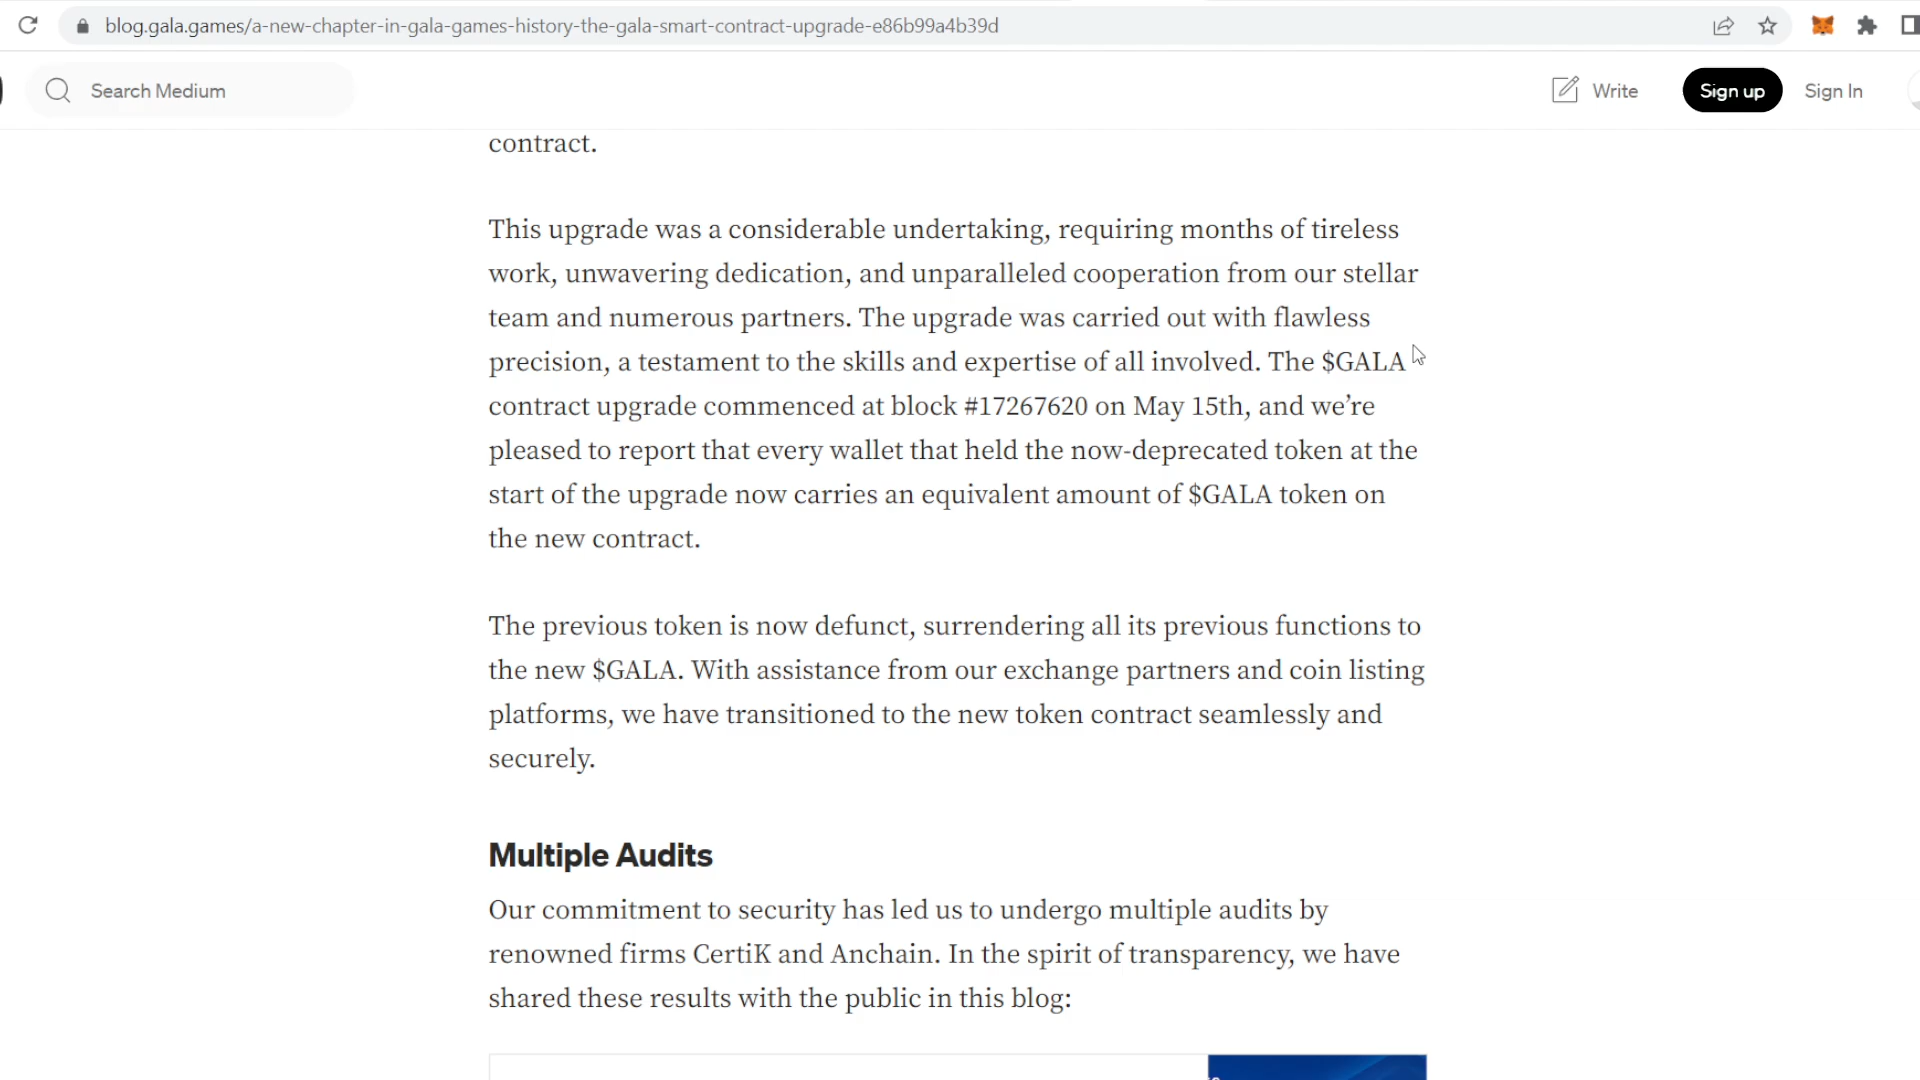 blog.gala.games/a-new-chapter-in-gala-games-history-the-gala-smart-contract-upgrade-e86b99a4b39d
Search Medium
Write
Sign up
Sign In
contract.
This upgrade was a considerable undertaking, requiring months of tireless
work, unwavering dedication, and unparalleled cooperation from our stellar
team and numerous partners. The upgrade was carried out with flawless
precision, a testament to the skills and expertise of all involved. The $GALA
contract upgrade commenced at block #17267620 on May 15th, and we’re
pleased to report that every wallet that held the now-deprecated token at the
start of the upgrade now carries an equivalent amount of $GALA token on
the new contract.
The previous token is now defunct, surrendering all its previous functions to
the new $GALA. With assistance from our exchange partners and coin listing
platforms, we have transitioned to the new token contract seamlessly and
securely.
Multiple Audits
Our commitment to security has led us to undergo multiple audits by
renowned firms CertiK and Anchain. In the spirit of transparency, we have
shared these results with the public in this blog: